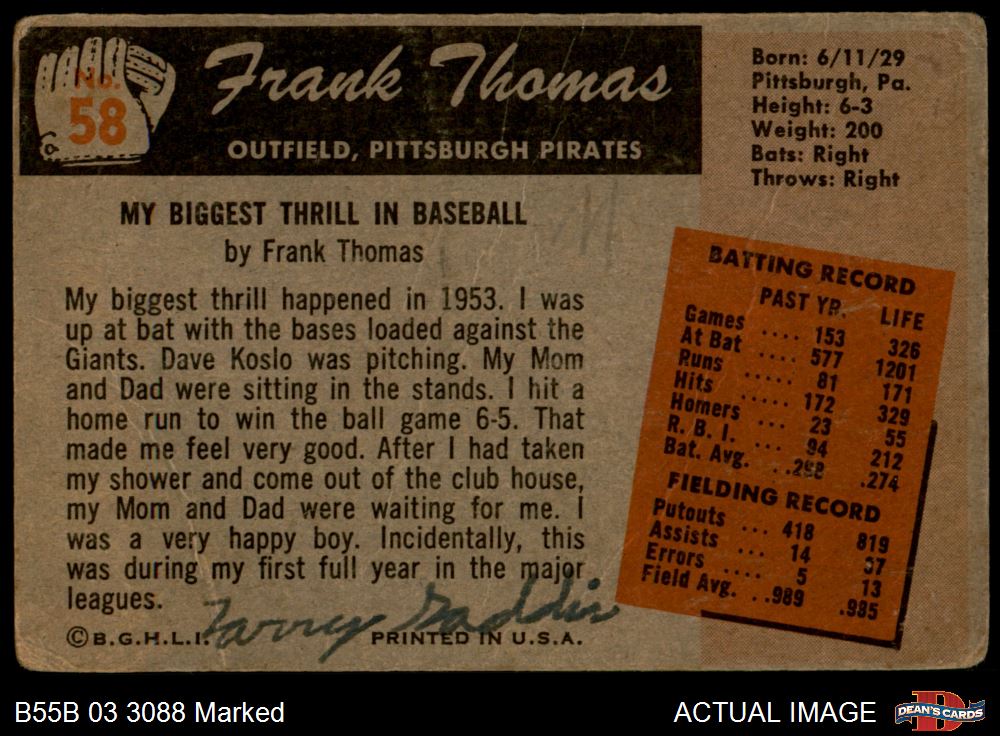 No.
58
Frank Thomas
OUTFIELD, PITTSBURGH PIRATES
Born: 6/11/29
Pittsburgh, Pa.
Height: 6-3
Weight: 200
Bats: Right
Throws: Right
MY BIGGEST THRILL IN BASEBALL
by Frank Thomas
My biggest thrill happened in 1953. I was
up at bat with the bases loaded against the
Giants. Dave Koslo was pitching. My Mom
and Dad were sitting in the stands. I hit a
home run to win the ball game 6-5. That
made me feel very good. After I had taken
my shower and come out of the club house,
my Mom and Dad were waiting for me. I
was a very happy boy. Incidentally, this
was during my first full year in the major
leagues.
©B.G.H.L.I. PRINTED IN U.S.A.
Gaddis
BATTING RECORD
PAST YR. LIFE
Games .... 153 326
At Bat .... 577 1201
Runs ..... 81 171
Hits ..... 172 329
Homers ... 23 55
R. B. I. ... 94 212
Bat. Avg. ..298 .274
FIELDING RECORD
Putouts ... 418 819
Assists ... 14 37
Errors .... 5 13
Field Avg. ..989 .985
B55B 03 3088 Marked
ACTUAL IMAGE
DEAN'S CARDS